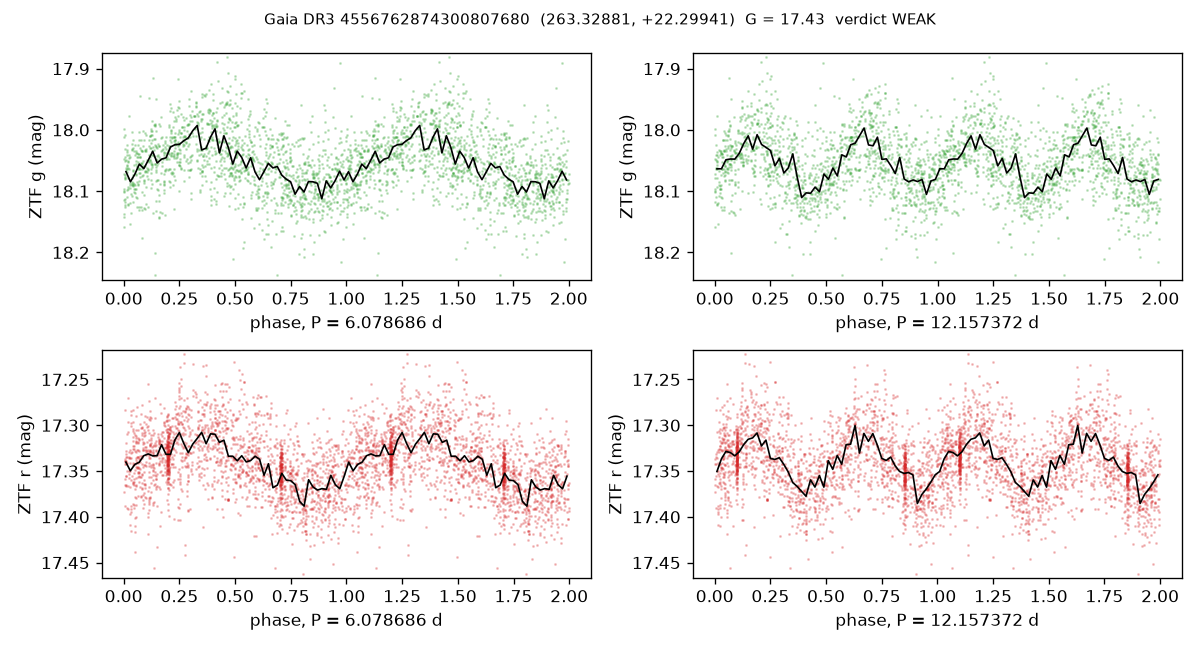 Gaia DR3 4556762874300807680 (263.32881, +22.29941) G = 17.43 verdict WEAK
ZTF g (mag)
17.9
18.0
18.1
18.2
0.00 0.25 0.50 0.75 1.00 1.25 1.50 1.75 2.00
phase, P = 6.078686 d
ZTF g (mag)
17.9
18.0
18.1
18.2
0.00 0.25 0.50 0.75 1.00 1.25 1.50 1.75 2.00
phase, P = 12.157372 d
ZTF r (mag)
17.25
17.30
17.35
17.40
17.45
0.00 0.25 0.50 0.75 1.00 1.25 1.50 1.75 2.00
phase, P = 6.078686 d
ZTF r (mag)
17.25
17.30
17.35
17.40
17.45
0.00 0.25 0.50 0.75 1.00 1.25 1.50 1.75 2.00
phase, P = 12.157372 d